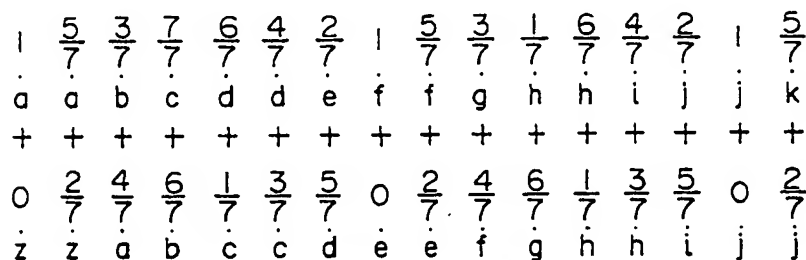 1 5/7 3/7 7/7 6/7 4/7 2/7 1 5/7 3/7 1/7 6/7 4/7 2/7 1 5/7
. . . . . . . . . . . . . . . .
a a b c d d e f f g h h i j j k
+ + + + + + + + + + + + + + + +
0 2/7 4/7 6/7 1/7 3/7 5/7 0 2/7 4/7 6/7 1/7 3/7 5/7 0 2/7
. . . . . . . . . . . . . . . .
z z a b c c d e e f g h h i j j